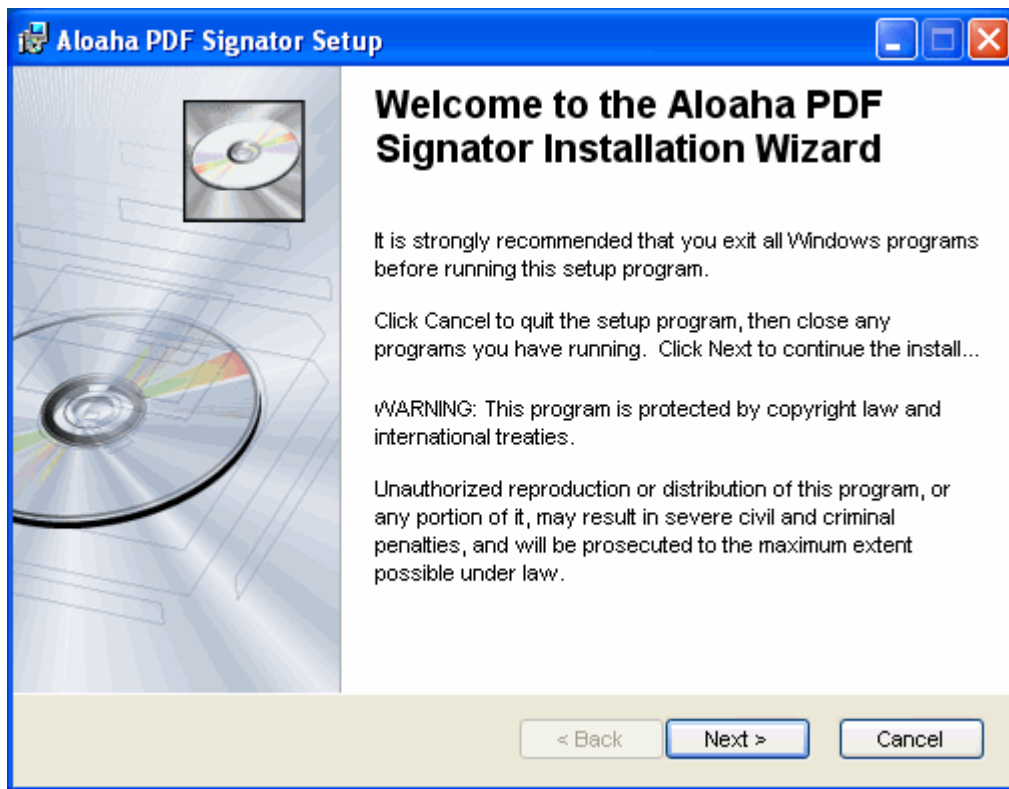 Aloaha PDF Signator Setup
Welcome to the Aloaha PDF
Signator Installation Wizard
It is strongly recommended that you exit all Windows programs
before running this setup program.
Click Cancel to quit the setup program, then close any
programs you have running.  Click Next to continue the install...
WARNING: This program is protected by copyright law and
international treaties.
Unauthorized reproduction or distribution of this program, or
any portion of it, may result in severe civil and criminal
penalties, and will be prosecuted to the maximum extent
possible under law.
< Back
Next >
Cancel